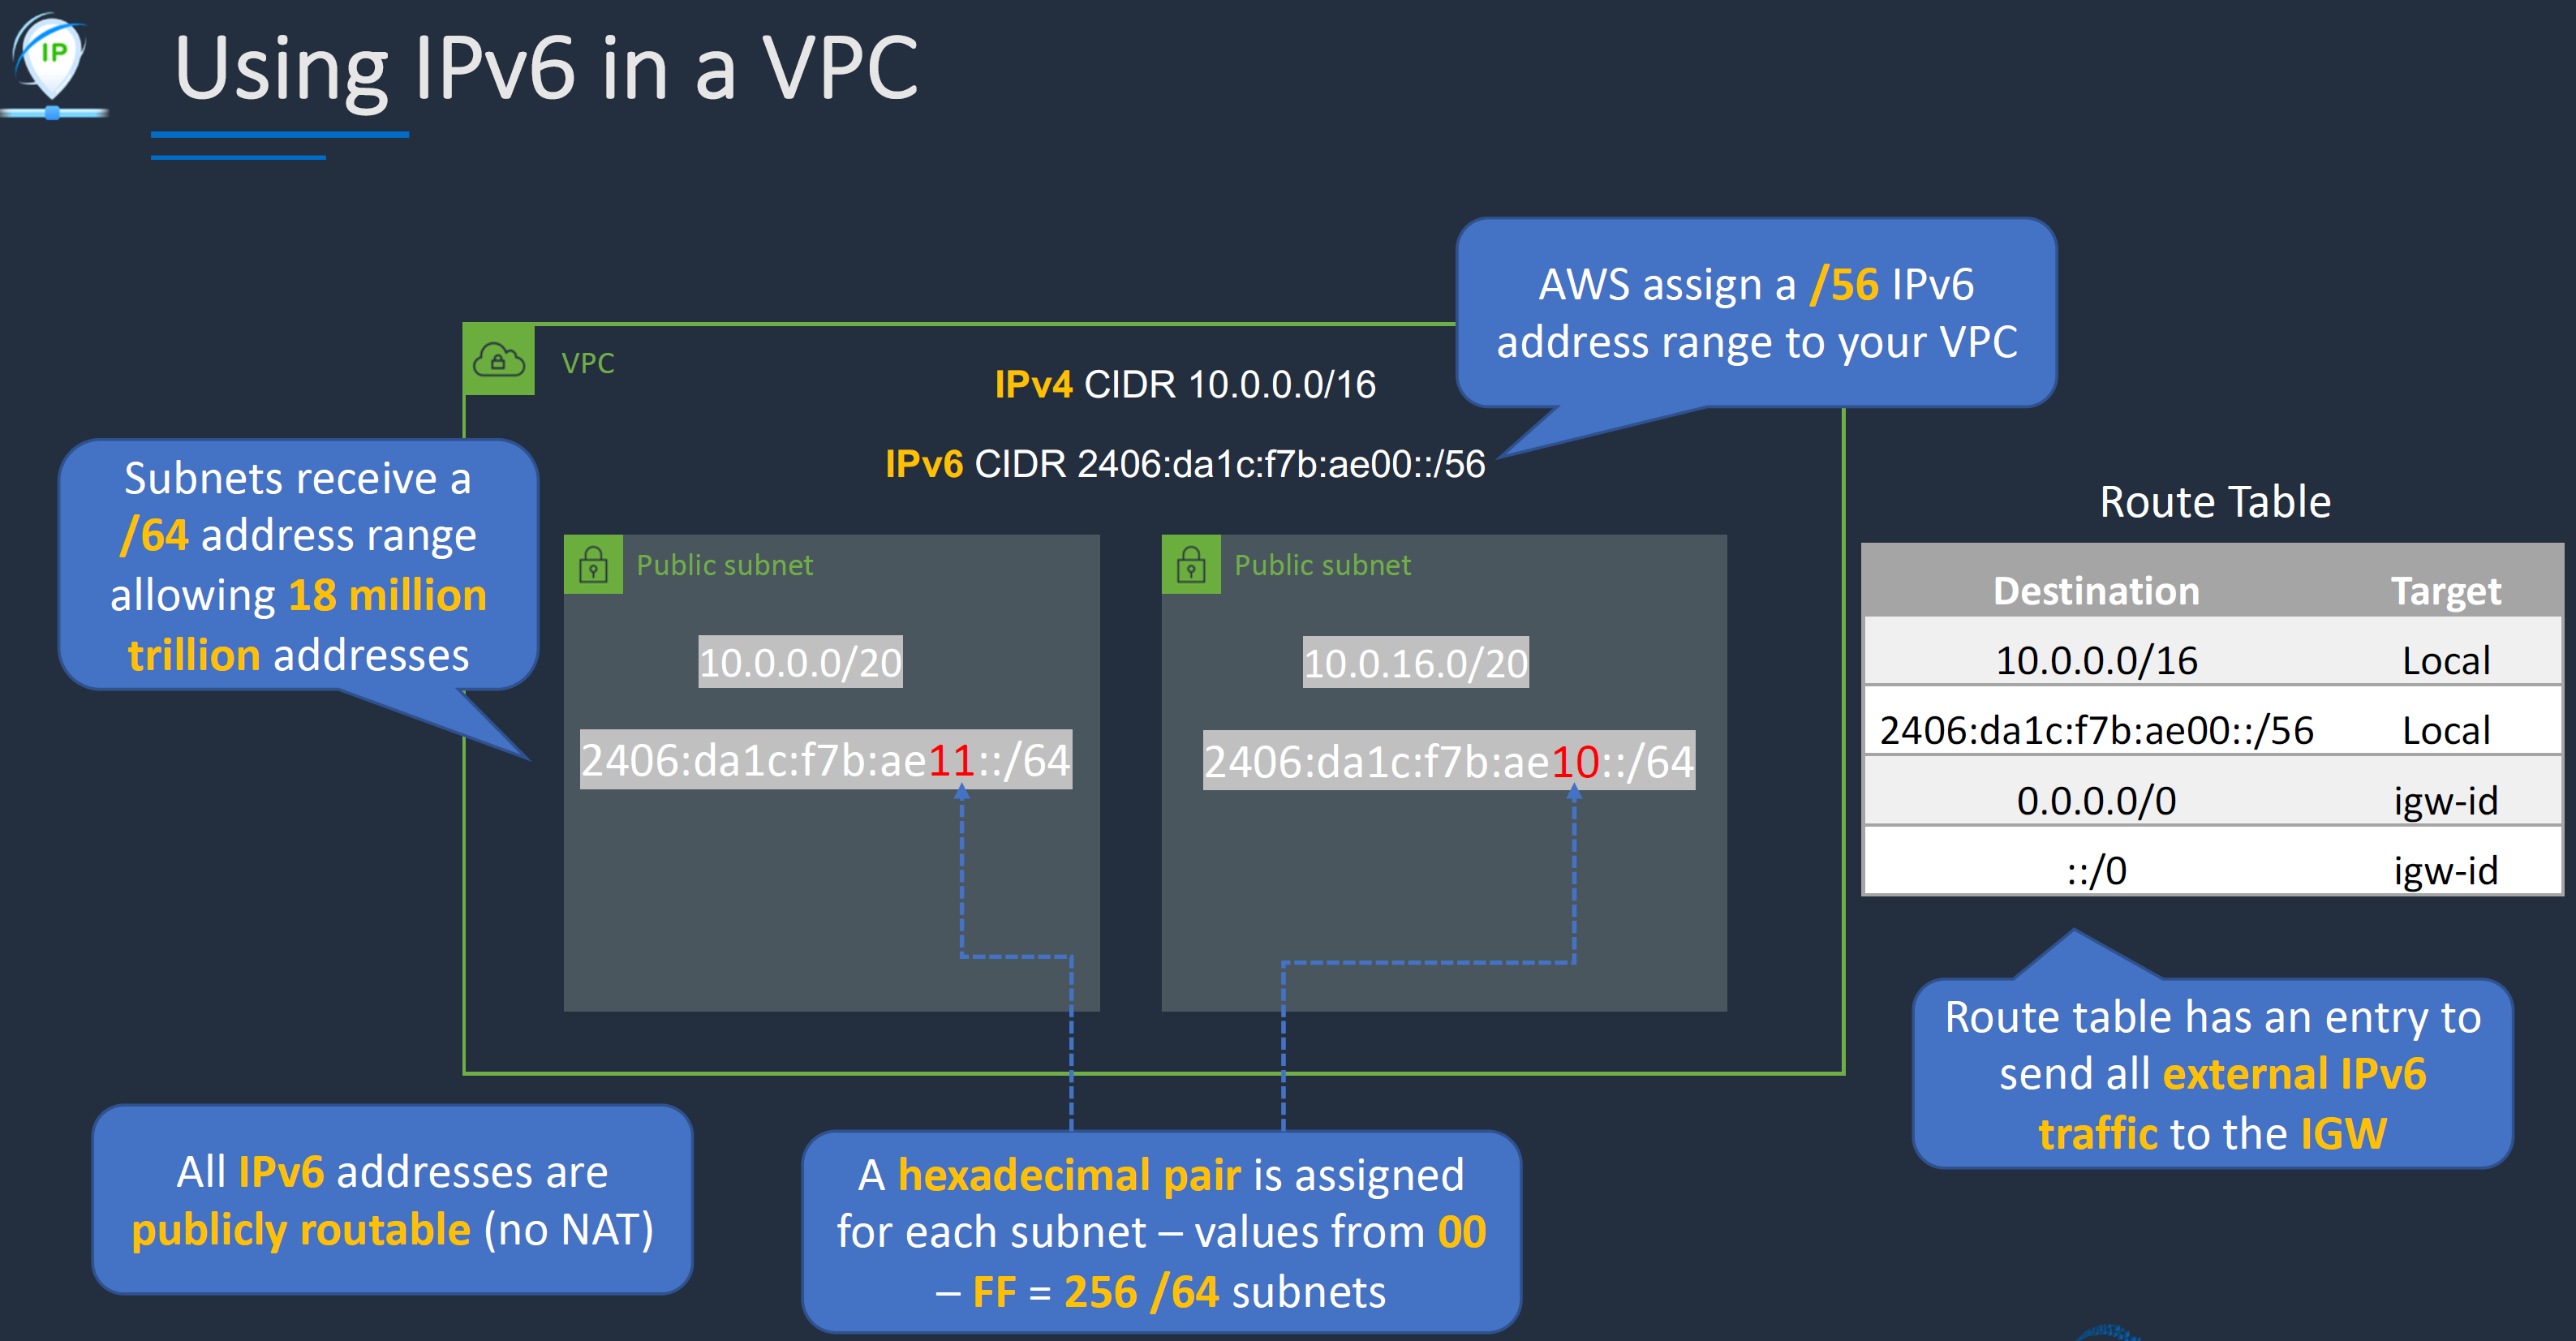 IP
Using IPv6 in a VPC
AWS assign a /56 IPv6
address range to your VPC
VPC
IPv4 CIDR 10.0.0.0/16
IPv6 CIDR 2406:da1c:f7b:ae00::/56
Subnets receive a
/64 address range
allowing 18 million
trillion addresses
Public subnet
10.0.0.0/20
2406:da1c:f7b:ae11::/64
Public subnet
10.0.16.0/20
2406:da1c:f7b:ae10::/64
Route Table
Destination Target
10.0.0.0/16 Local
2406:da1c:f7b:ae00::/56 Local
0.0.0.0/0 igw-id
::/0 igw-id
Route table has an entry to
send all external IPv6
traffic to the IGW
All IPv6 addresses are
publicly routable (no NAT)
A hexadecimal pair is assigned
for each subnet – values from 00
– FF = 256 /64 subnets